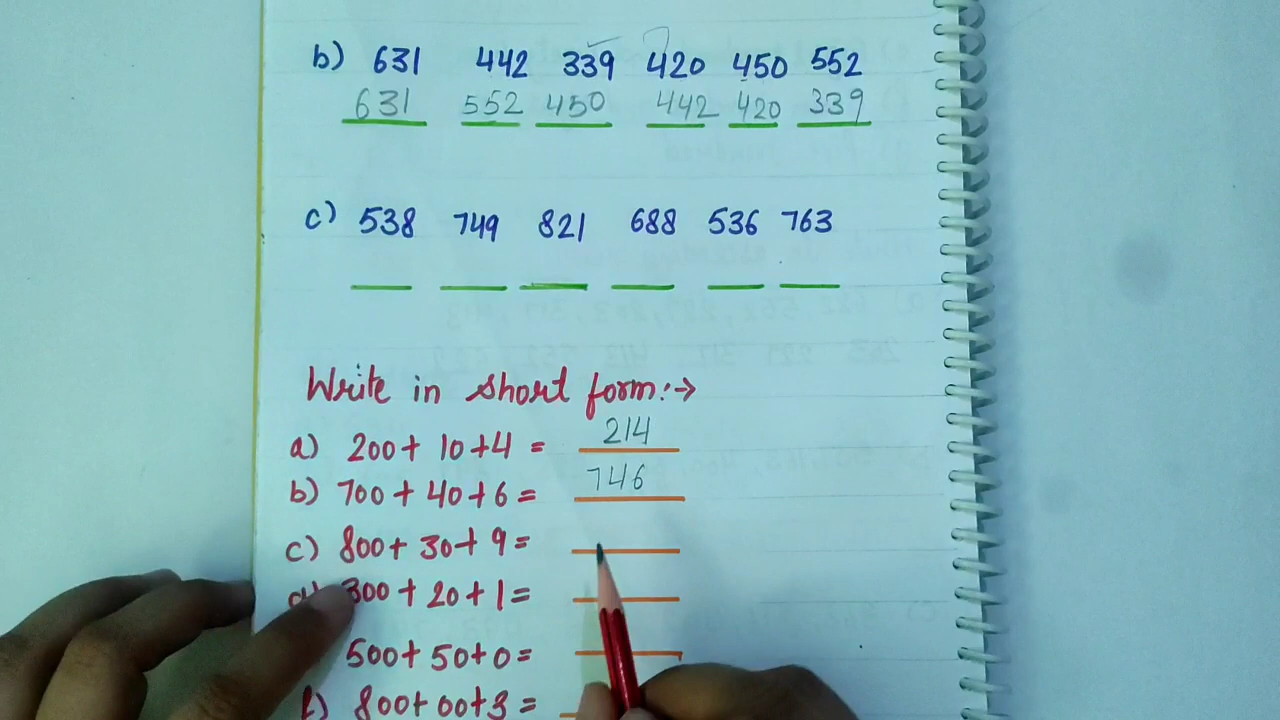 b) 631 442 339 420 450 552
631 552 450 442 420 339
c) 538 749 821 688 536 763
Write in short form:→
a) 200+ 10+4 = 214
b) 700 + 40 + 6 = 746
c) 800+ 30+ 9 =
d) 300 + 20 + 1 =
500+ 50+0 =
f) 800+ 00+3 =